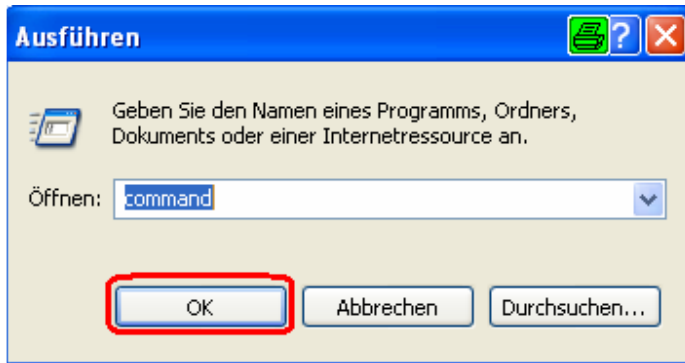 Ausführen
?
Geben Sie den Namen eines Programms, Ordners,
Dokuments oder einer Internetressource an.
Öffnen: command
OK Abbrechen Durchsuchen...